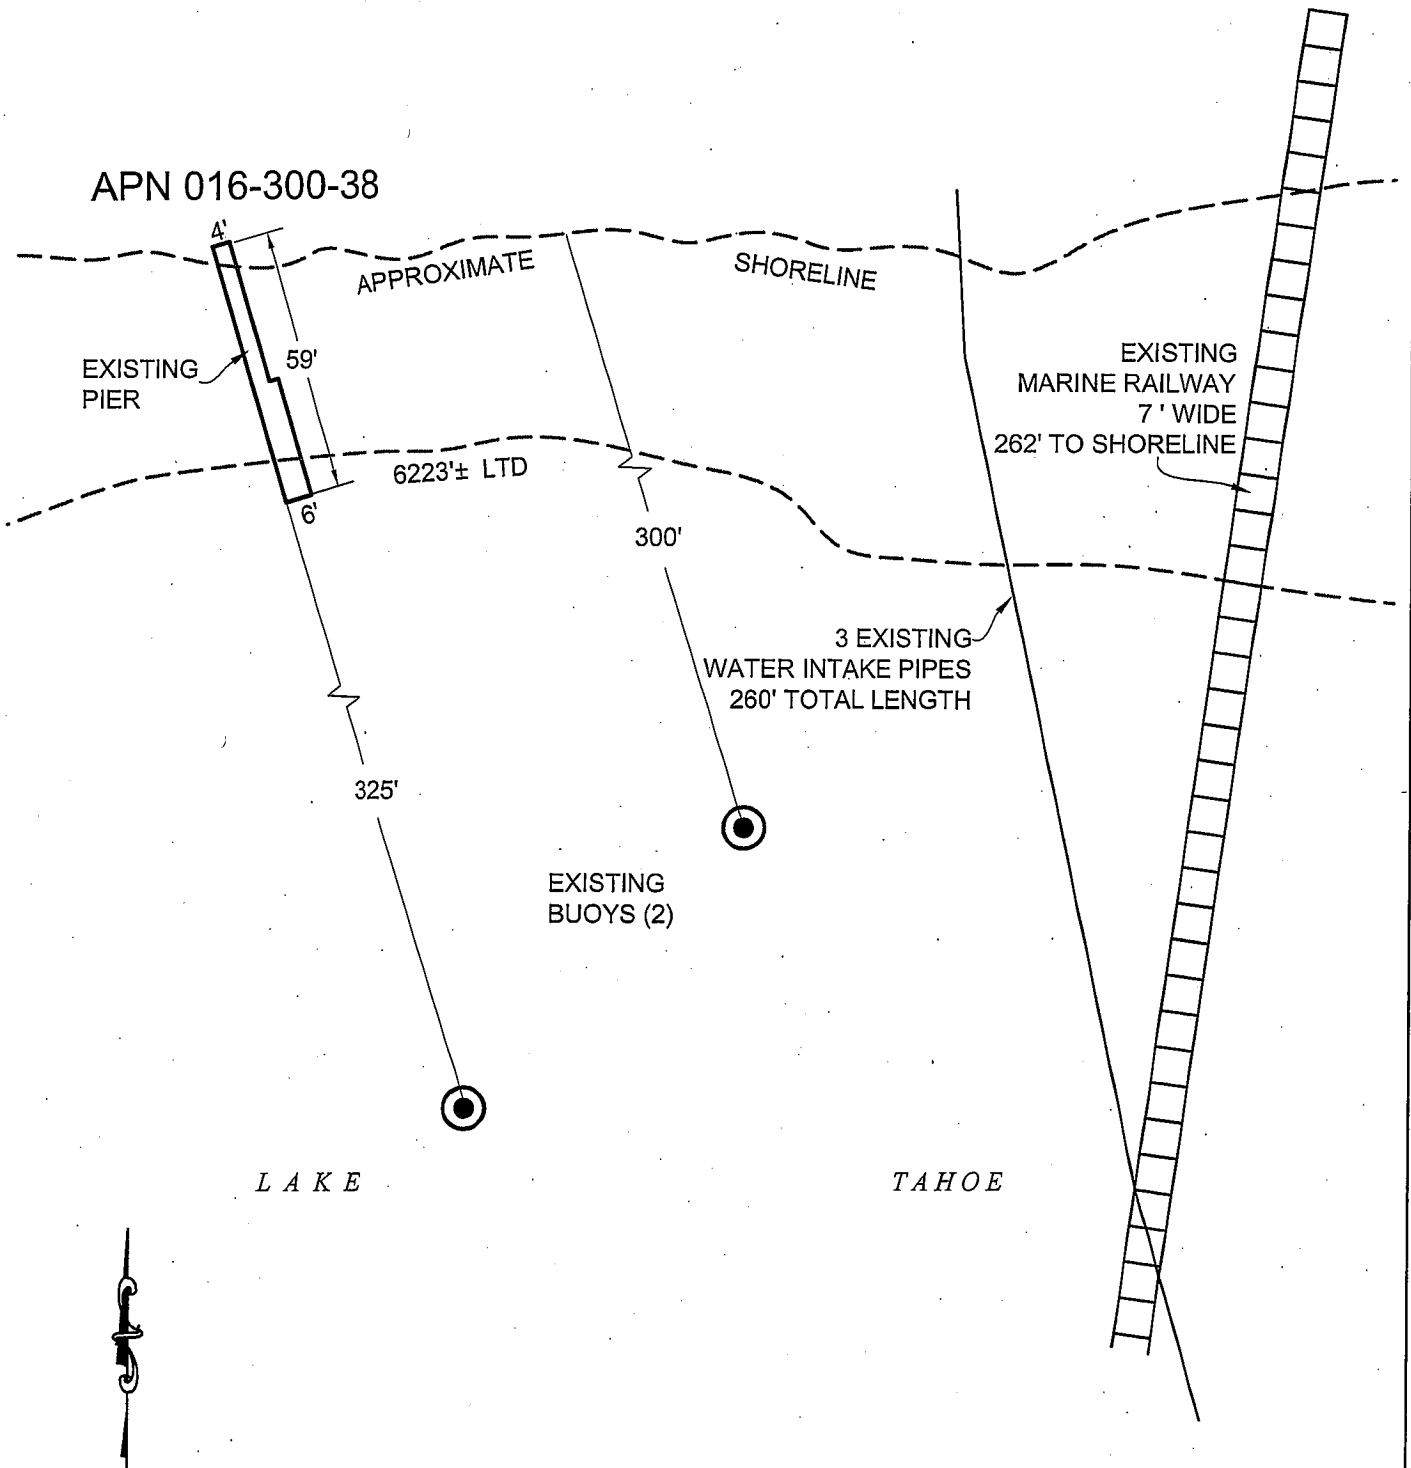 APN 016-300-38
4'
APPROXIMATE
SHORELINE
EXISTING
PIER
59'
EXISTING
MARINE RAILWAY
7 ' WIDE
262' TO SHORELINE
6223'± LTD
6'
300'
3 EXISTING
WATER INTAKE PIPES
260' TOTAL LENGTH
325'
EXISTING
BUOYS (2)
LAKE
TAHOE